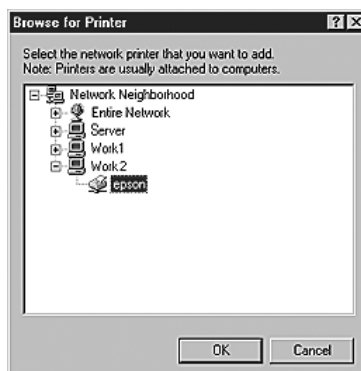 Browse for Printer
Select the network printer that you want to add.
Note: Printers are usually attached to computers.
Network Neighborhood
Entire Network
Server
Work1
Work2
epson
OK
Cancel